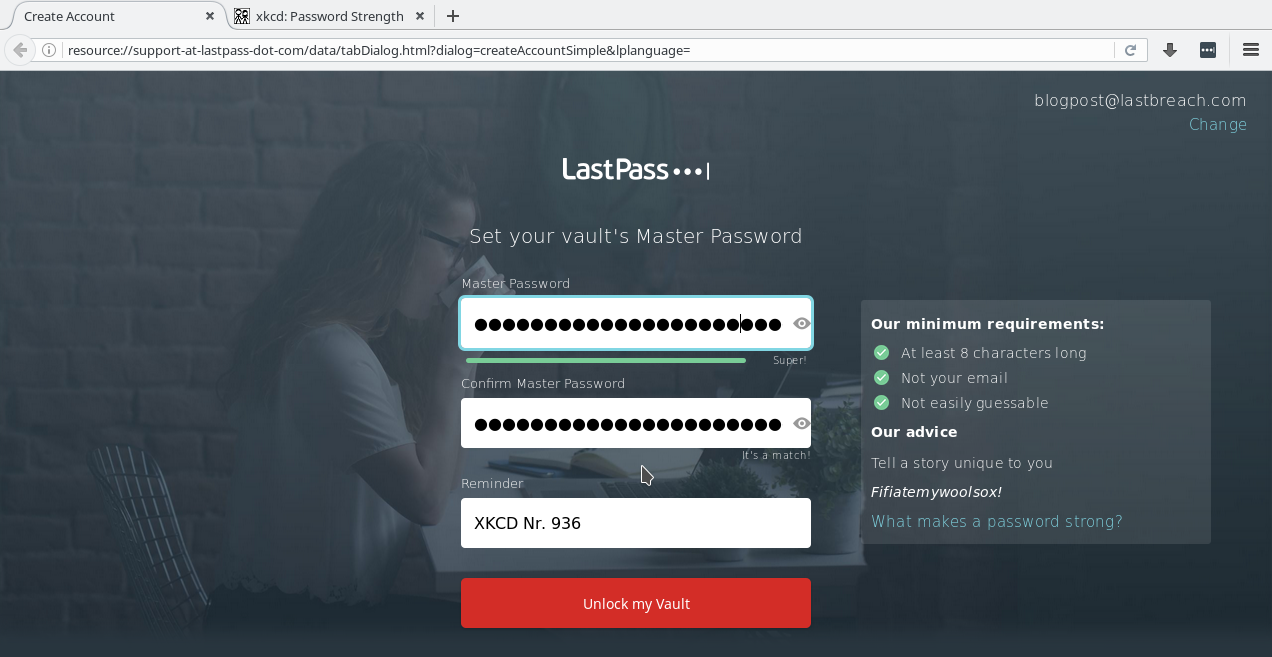 Create Account
xkcd: Password Strength
resource://support-at-lastpass-dot-com/data/tabDialog.html?dialog=createAccountSimple&lplanguage=
blogpost@lastbreach.com
Change
LastPass
Set your vault's Master Password
Master Password
Super!
Confirm Master Password
It's a match!
Reminder
XKCD Nr. 936
Unlock my Vault
Our minimum requirements:
At least 8 characters long
Not your email
Not easily guessable
Our advice
Tell a story unique to you
Fifiatemywoolsox!
What makes a password strong?